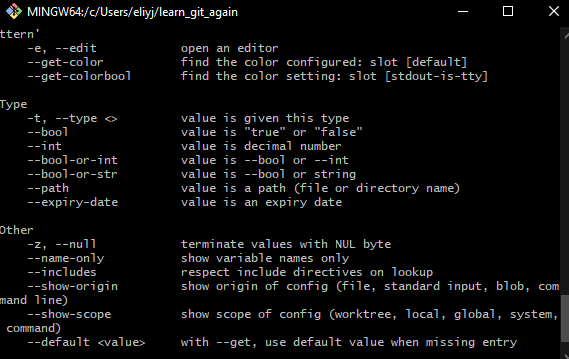 MINGW64:/c/Users/eliyj/learn_git_again
ttern'
    -e, --edit            open an editor
    --get-color           find the color configured: slot [default]
    --get-colorbool       find the color setting: slot [stdout-is-tty]

Type
    -t, --type <>         value is given this type
    --bool                value is "true" or "false"
    --int                 value is decimal number
    --bool-or-int         value is --bool or --int
    --bool-or-str         value is --bool or string
    --path                value is a path (file or directory name)
    --expiry-date         value is an expiry date

Other
    -z, --null            terminate values with NUL byte
    --name-only           show variable names only
    --includes            respect include directives on lookup
    --show-origin         show origin of config (file, standard input, blob, com
mand line)
    --show-scope          show scope of config (worktree, local, global, system,
 command)
    --default <value>     with --get, use default value when missing entry